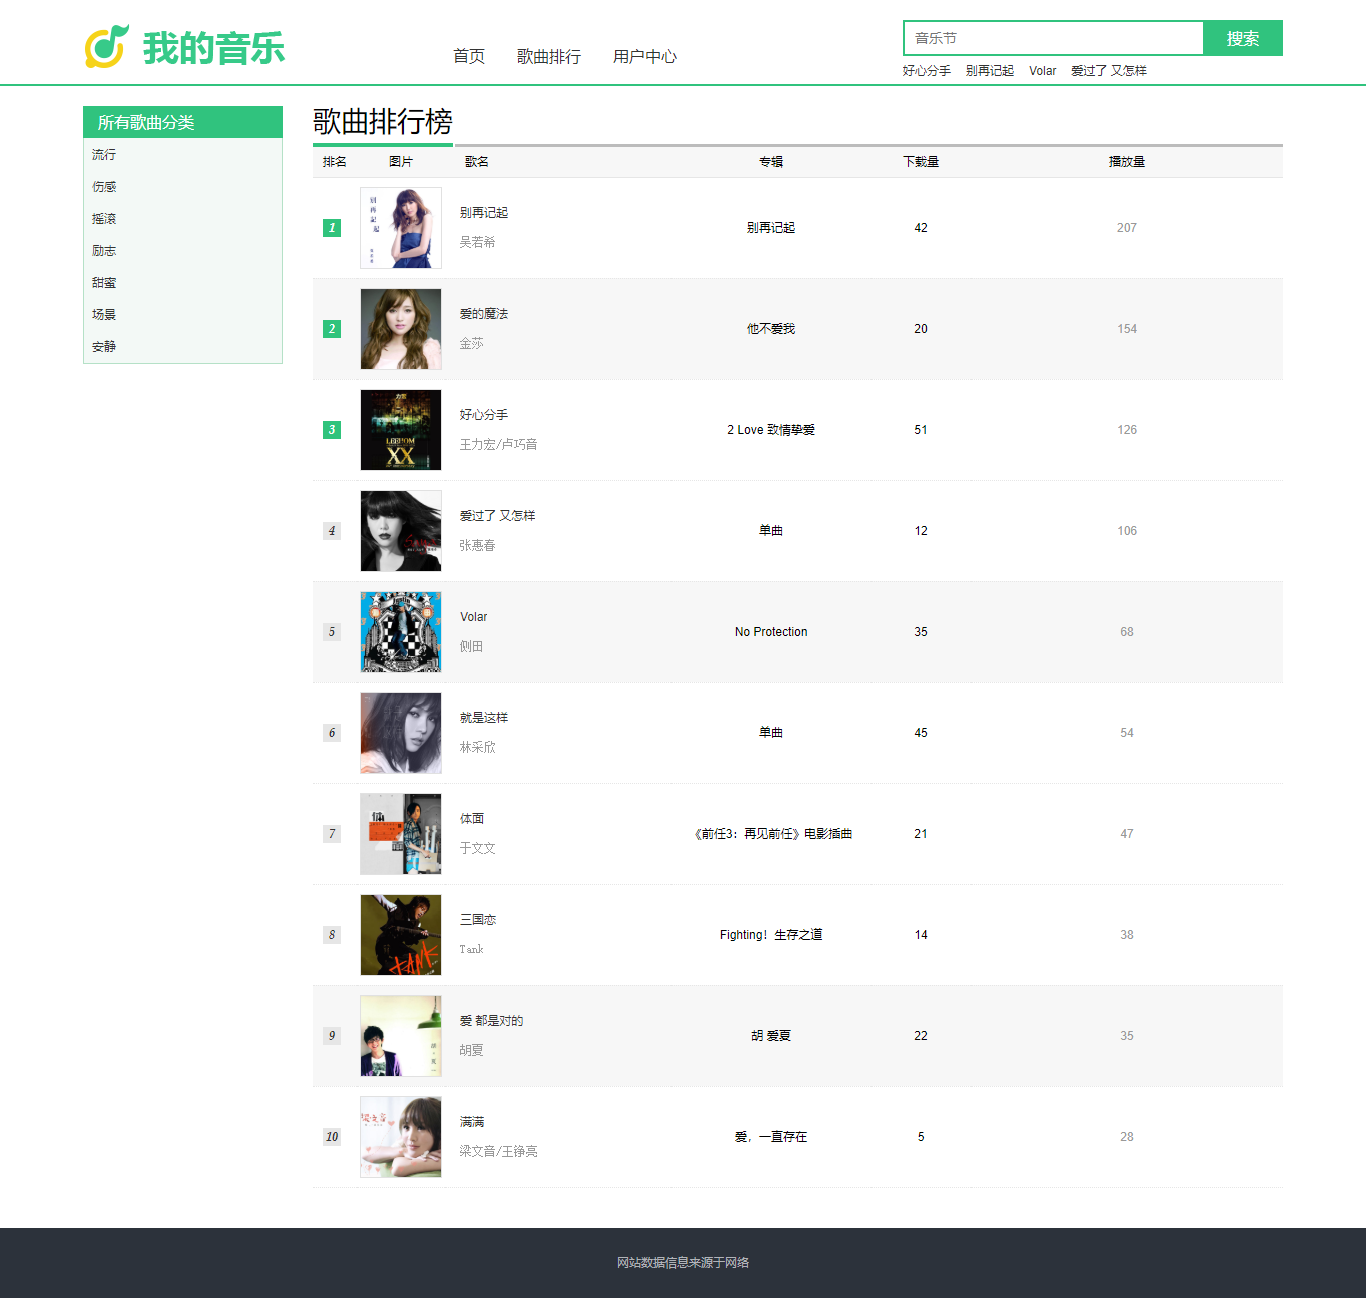 我的音乐
首页 歌曲排行 用户中心
音乐节 搜索
好心分手 别再记起 Volar 爱过了 又怎样
所有歌曲分类
流行
伤感
摇滚
励志
甜蜜
场景
安静
歌曲排行榜
排名 图片 歌名 专辑 下载量 播放量
1 别再记起 吴若希 别再记起 42 207
2 爱的魔法 金莎 他不爱我 20 154
3 好心分手 王力宏/卢巧音 2 Love 致情挚爱 51 126
4 爱过了 又怎样 张惠春 单曲 12 106
5 Volar 侧田 No Protection 35 68
6 就是这样 林采欣 单曲 45 54
7 体面 于文文 《前任3：再见前任》电影插曲 21 47
8 三国恋 Tank Fighting！生存之道 14 38
9 爱 都是对的 胡夏 胡 爱夏 22 35
10 满满 梁文音/王铮亮 爱，一直存在 5 28
网站数据信息来源于网络